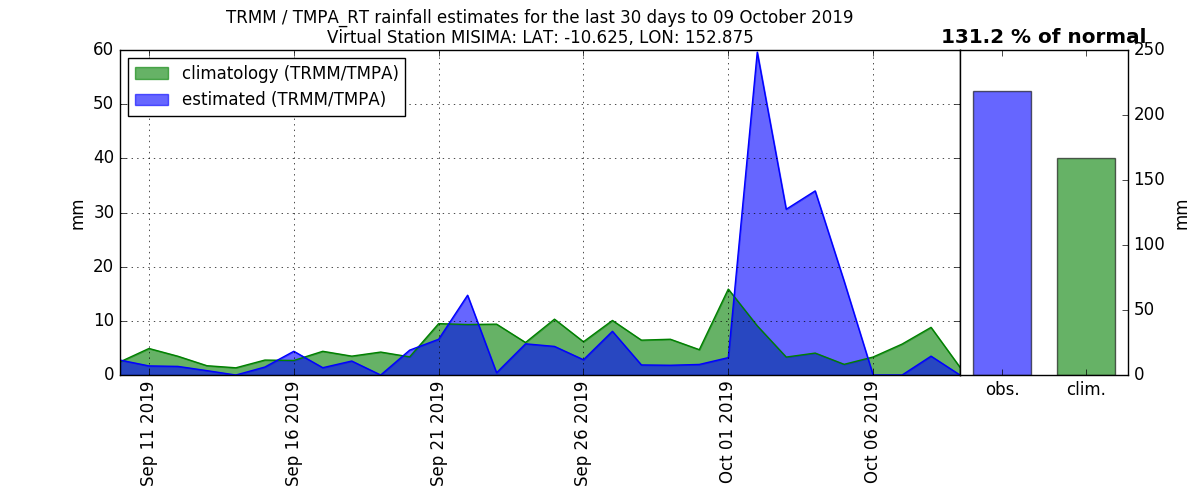 TRMM / TMPA_RT rainfall estimates for the last 30 days to 09 October 2019
Virtual Station MISIMA: LAT: -10.625, LON: 152.875
131.2 % of normal
climatology (TRMM/TMPA)
estimated (TRMM/TMPA)
60
50
40
30
20
10
0
mm
Sep 11 2019
Sep 16 2019
Sep 21 2019
Sep 26 2019
Oct 01 2019
Oct 06 2019
obs.
clim.
250
200
150
100
50
0
mm